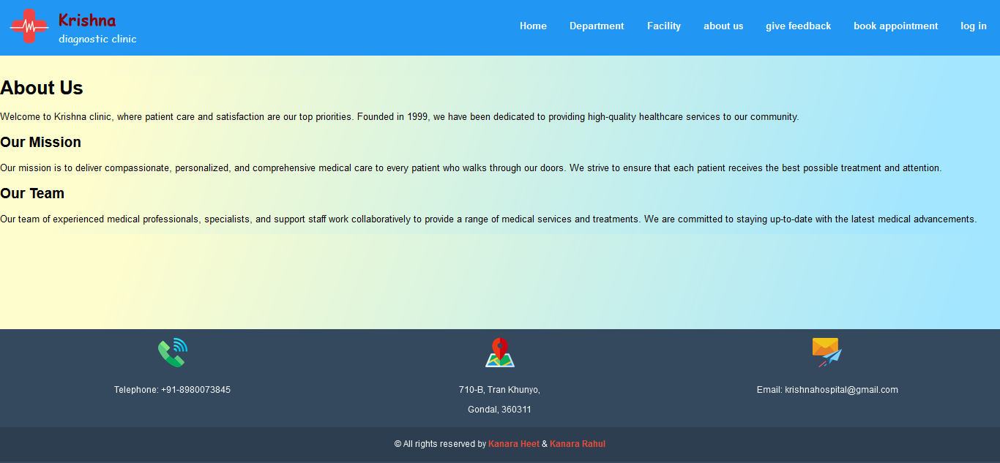 Krishna
diagnostic clinic
Home Department Facility about us give feedback book appointment log in
About Us
Welcome to Krishna clinic, where patient care and satisfaction are our top priorities. Founded in 1999, we have been dedicated to providing high-quality healthcare services to our community.
Our Mission
Our mission is to deliver compassionate, personalized, and comprehensive medical care to every patient who walks through our doors. We strive to ensure that each patient receives the best possible treatment and attention.
Our Team
Our team of experienced medical professionals, specialists, and support staff work collaboratively to provide a range of medical services and treatments. We are committed to staying up-to-date with the latest medical advancements.
Telephone: +91-8980073845
710-B, Tran Khunyo,
Gondal, 360311
Email: krishnahospital@gmail.com
© All rights reserved by Kanara Heet & Kanara Rahul